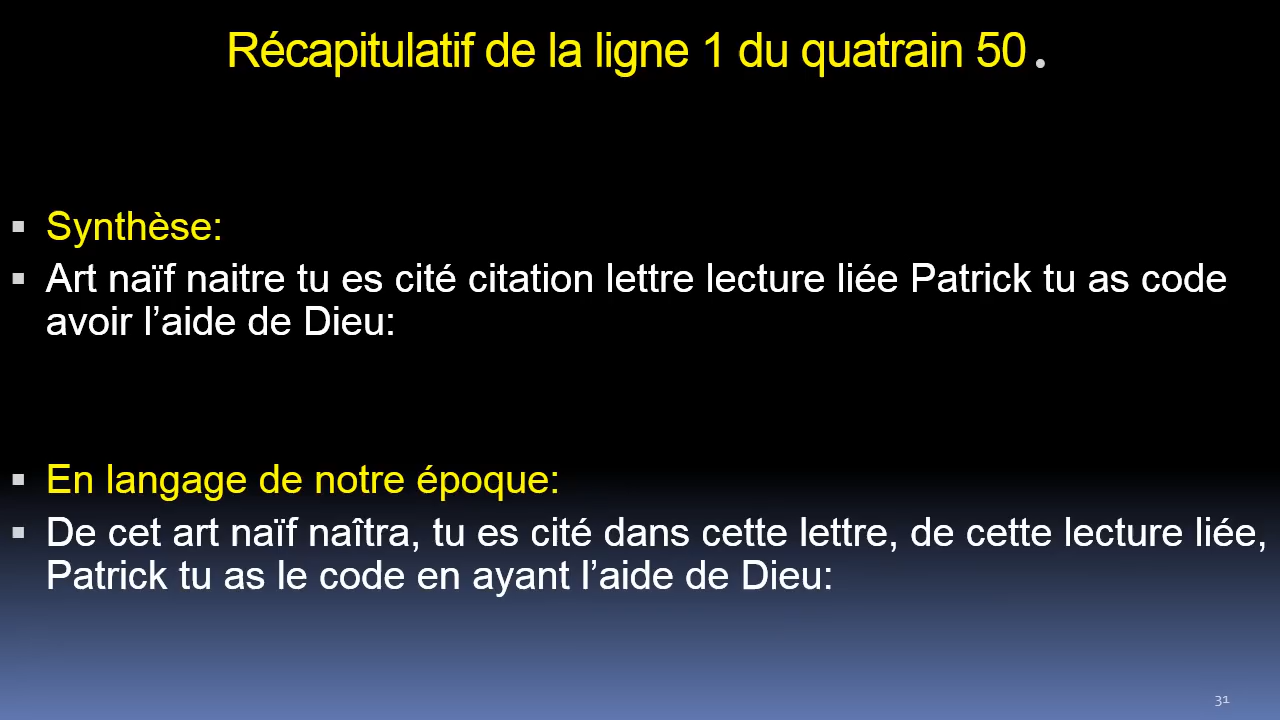 Récapitulatif de la ligne 1 du quatrain 50.
Synthèse:
Art naïf naitre tu es cité citation lettre lecture liée Patrick tu as code
avoir l’aide de Dieu:
En langage de notre époque:
De cet art naïf naîtra, tu es cité dans cette lettre, de cette lecture liée,
Patrick tu as le code en ayant l’aide de Dieu:
31